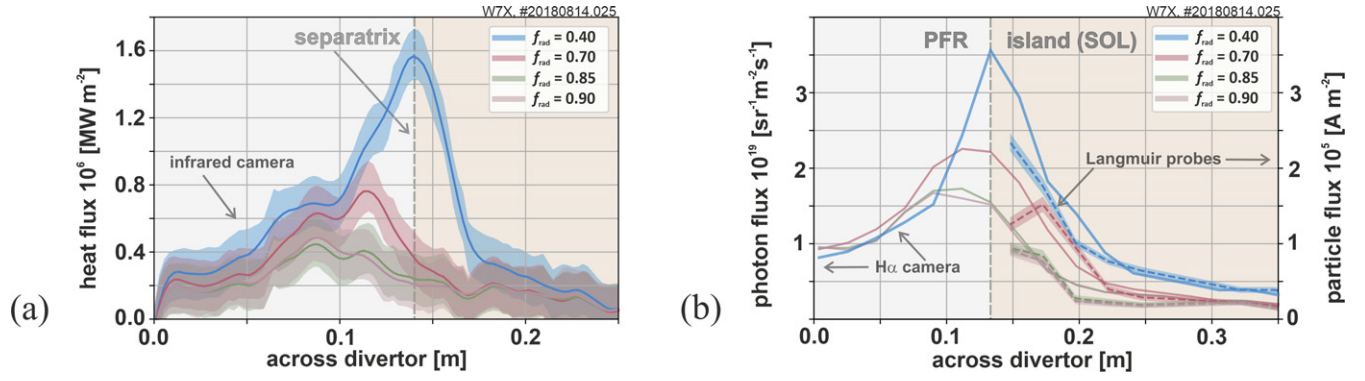 W7X, #20180814.025
separatrix
f_rad = 0.40
f_rad = 0.70
f_rad = 0.85
f_rad = 0.90
infrared camera
heat flux 10⁶ [MW m⁻²]
1.6
1.2
0.8
0.4
0.0
0.0
0.1
0.2
across divertor [m]
(a)
W7X, #20180814.025
PFR
island (SOL)
f_rad = 0.40
f_rad = 0.70
f_rad = 0.85
f_rad = 0.90
Langmuir probes
Hα camera
photon flux 10¹⁹ [sr⁻¹m⁻²s⁻¹]
3
2
1
particle flux 10⁵ [A m⁻²]
3
2
1
0
0.0
0.1
0.2
0.3
across divertor [m]
(b)